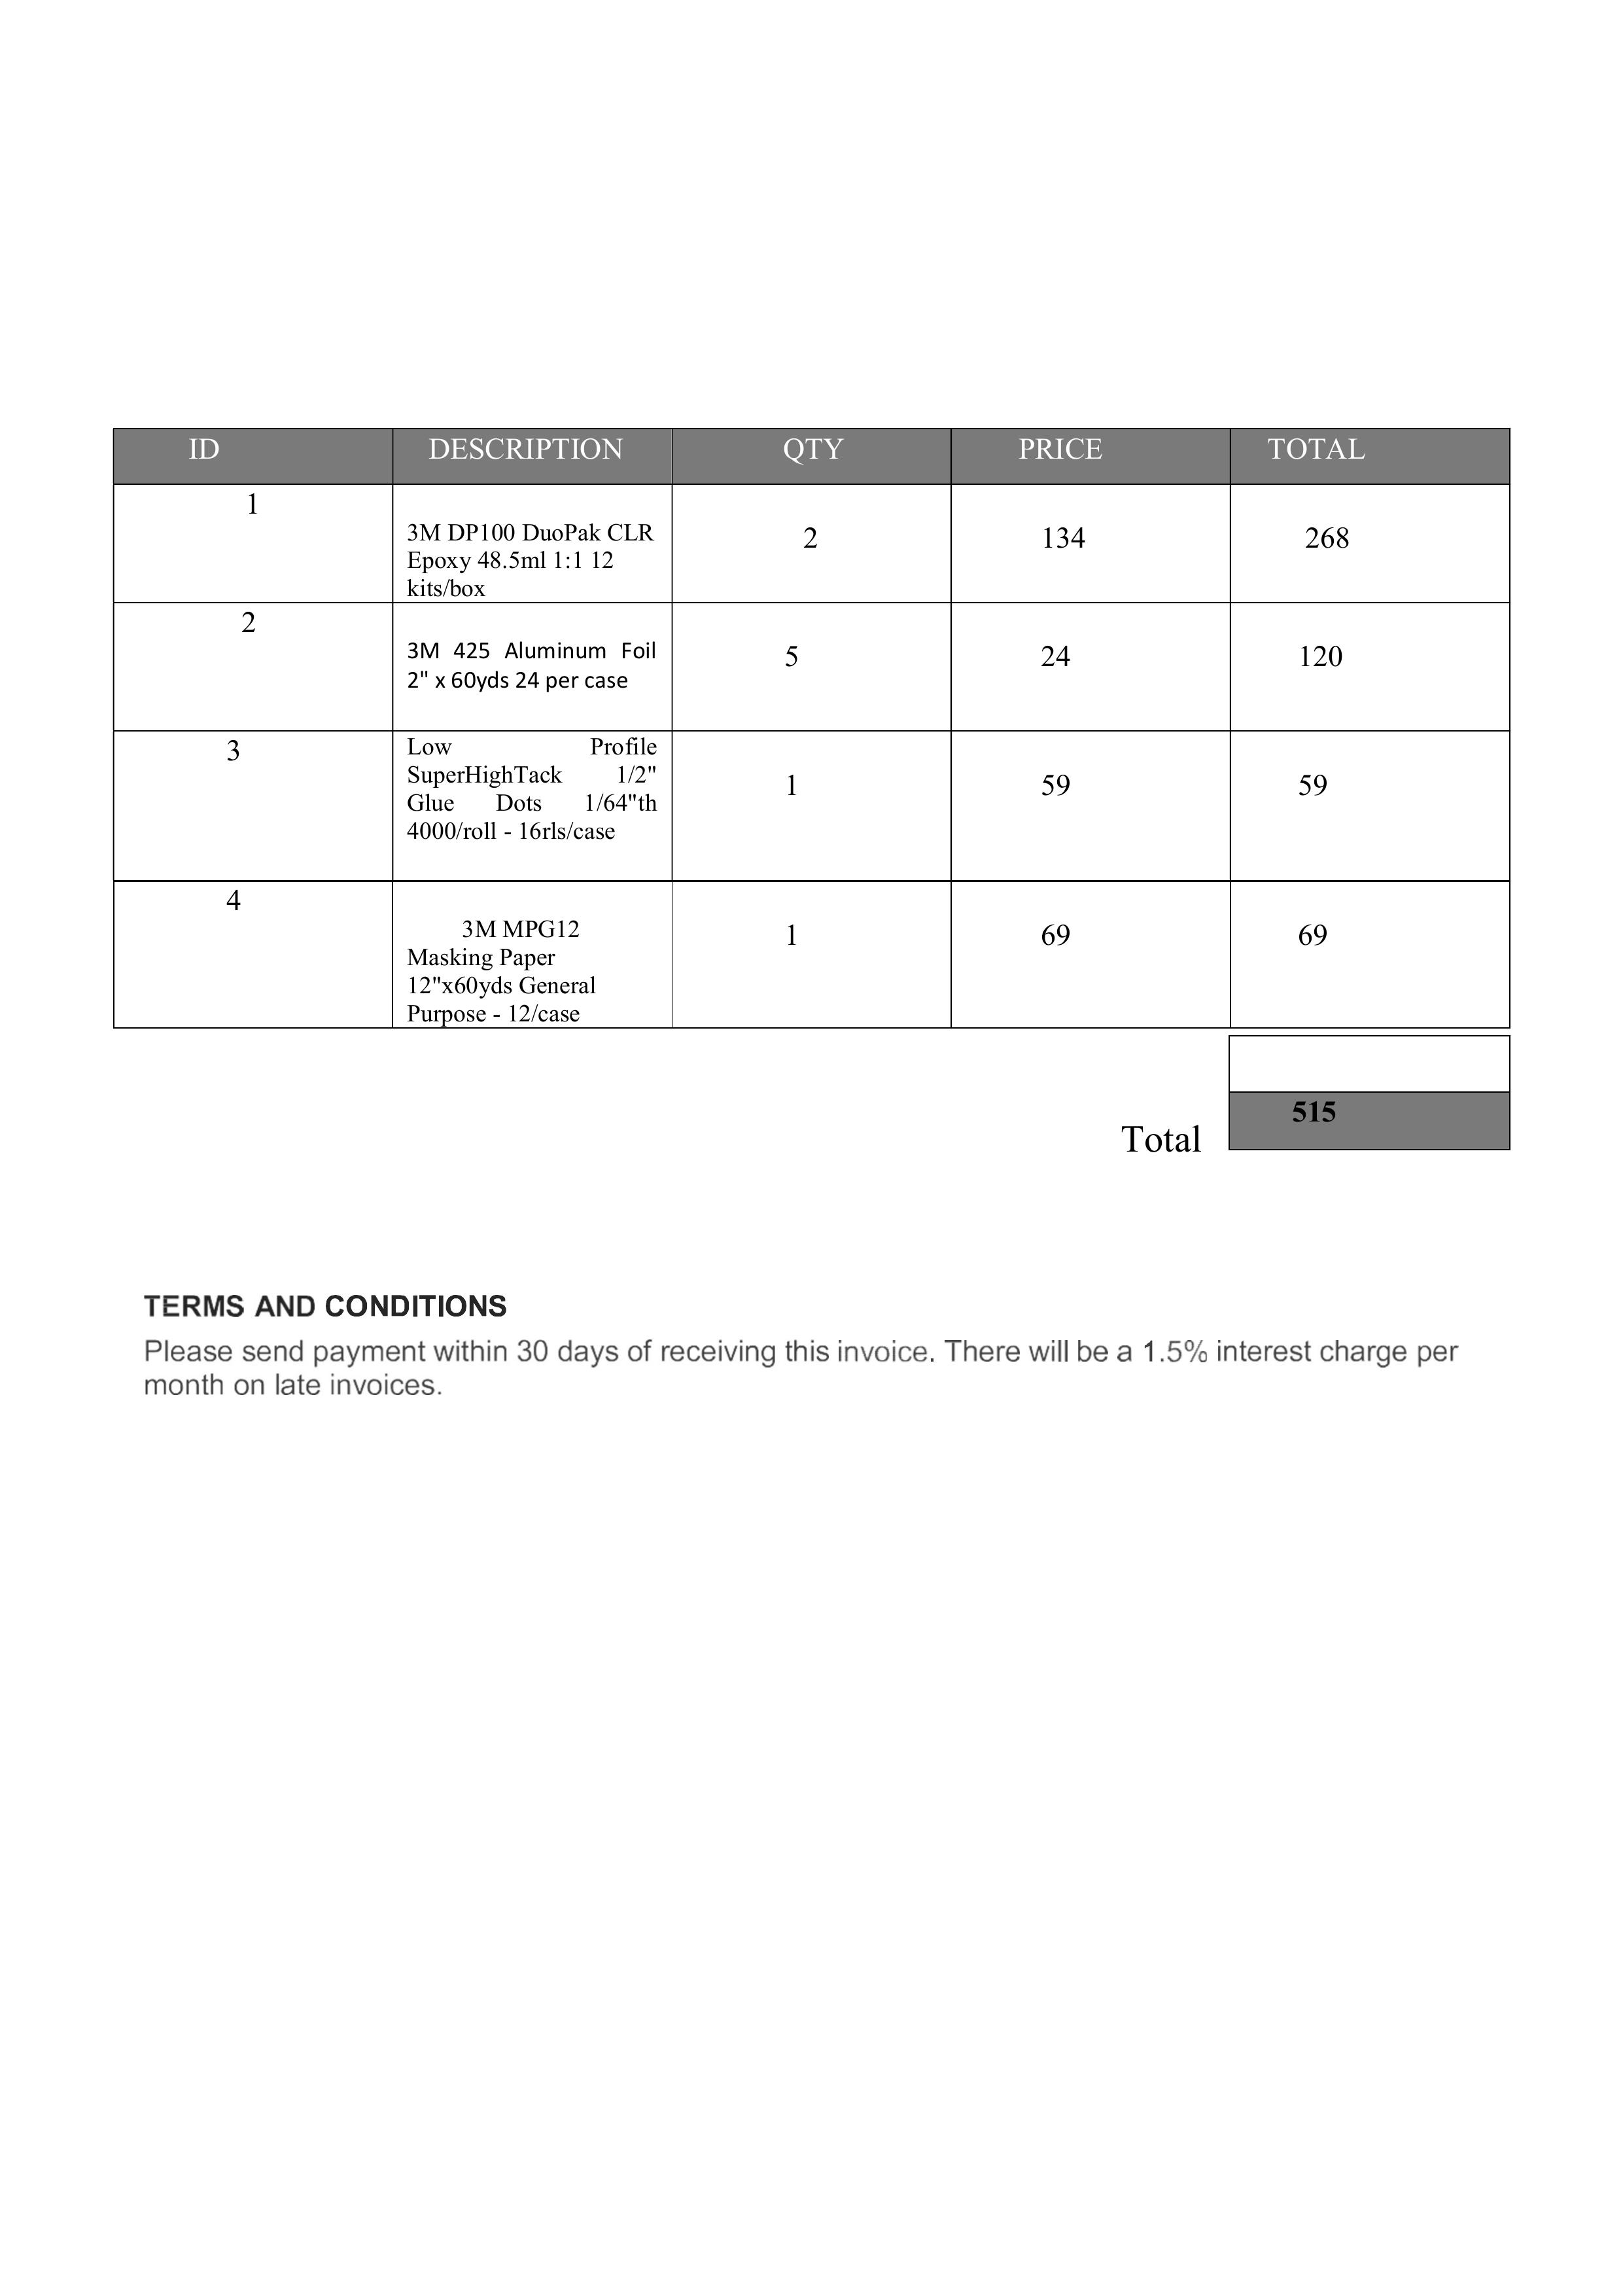 ID DESCRIPTION QTY PRICE TOTAL
1
3M DP100 DuoPak CLR
Epoxy 48.5ml 1:1 12
kits/box
2 134 268
2
3M 425 Aluminum Foil
2" x 60yds 24 per case
5 24 120
3
Low Profile
SuperHighTack 1/2"
Glue Dots 1/64"th
4000/roll - 16rls/case
1 59 59
4
3M MPG12
Masking Paper
12"x60yds General
Purpose - 12/case
1 69 69
Total 515
TERMS AND CONDITIONS
Please send payment within 30 days of receiving this invoice. There will be a 1.5% interest charge per
month on late invoices.